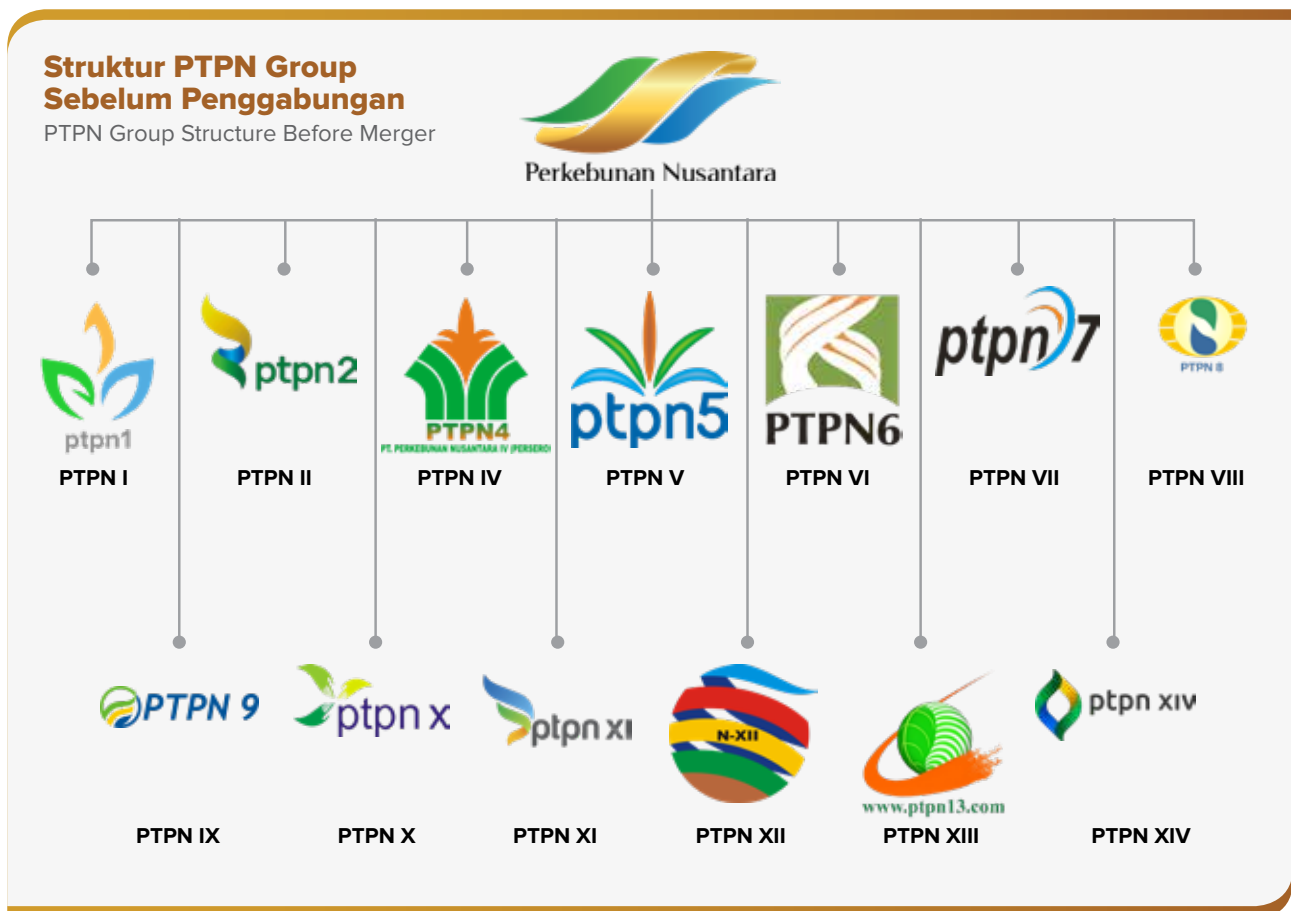 Struktur PTPN Group
Sebelum Penggabungan
PTPN Group Structure Before Merger
Perkebunan Nusantara
ptpn1
ptpn2
PTPN4
PT. PERKEBUNAN NUSANTARA IV (PERSERO)
ptpn5
PTPN6
ptpn7
PTPN 8
PTPN I
PTPN II
PTPN IV
PTPN V
PTPN VI
PTPN VII
PTPN VIII
PTPN 9
ptpn x
ptpn xı
N-XII
www.ptpn13.com
ptpn xıv
PTPN IX
PTPN X
PTPN XI
PTPN XII
PTPN XIII
PTPN XIV